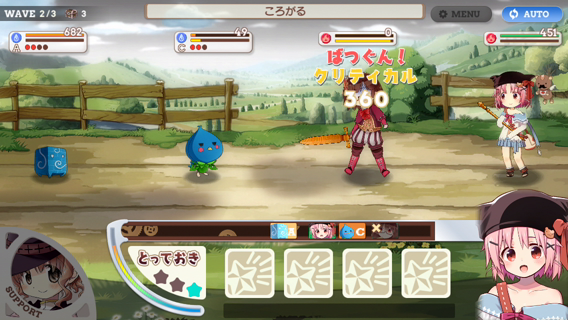 WAVE 2/3 3
ころがる
MENU
AUTO
682
49
0
451
A
C
ばつぐん!
クリティカル
360
A
C
とっておき
SUPPORT